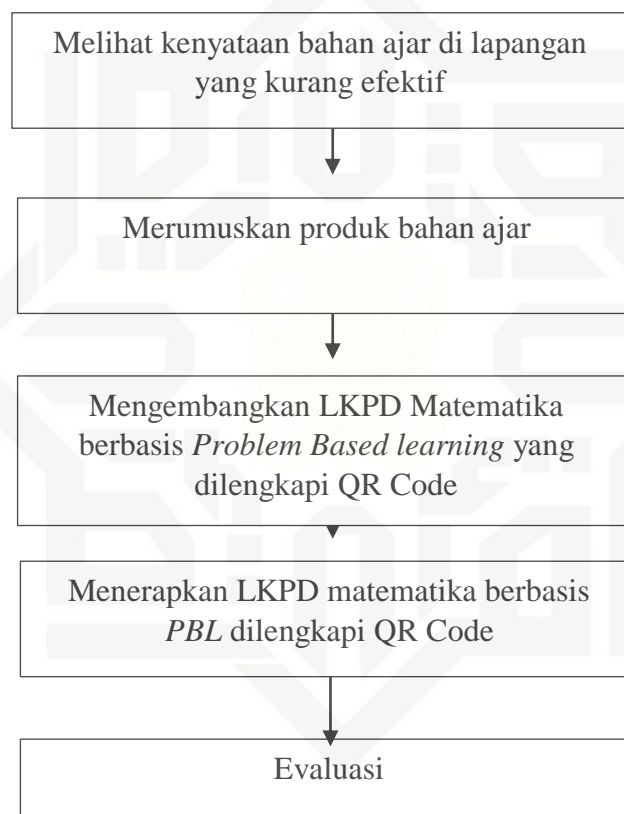 Melihat kenyataan bahan ajar di lapangan
yang kurang efektif
Merumuskan produk bahan ajar
Mengembangkan LKPD Matematika
berbasis Problem Based learning yang
dilengkapi QR Code
Menerapkan LKPD matematika berbasis
PBL dilengkapi QR Code
Evaluasi